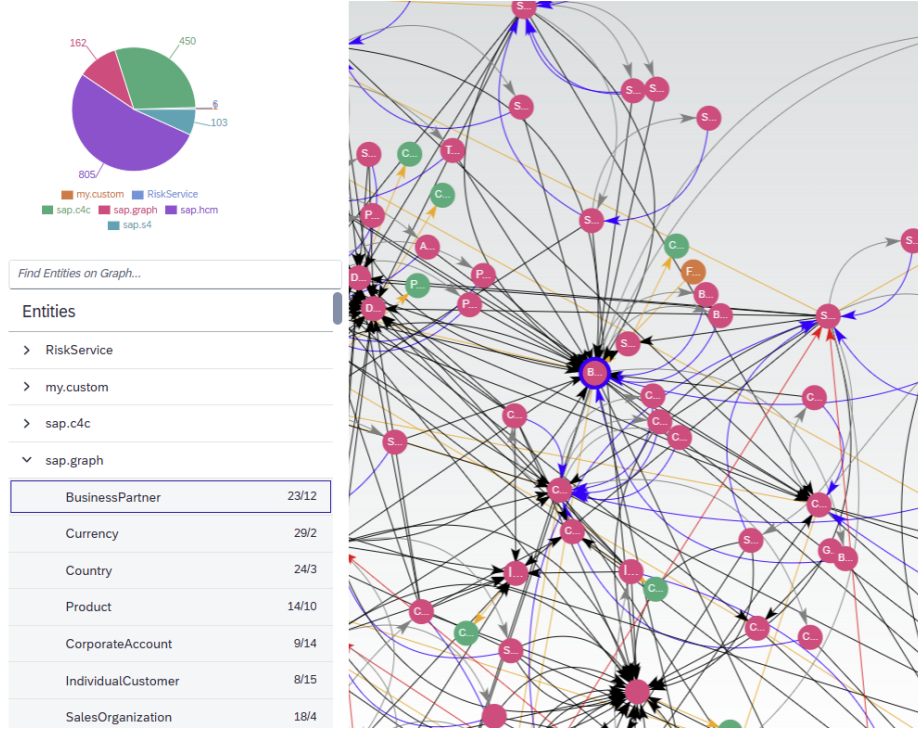 162
450
6
103
805
my.custom RiskService
sap.c4c sap.graph sap.hcm
sap.s4
Find Entities on Graph...
Entities
RiskService
my.custom
sap.c4c
sap.graph
BusinessPartner 23/12
Currency 29/2
Country 24/3
Product 14/10
CorporateAccount 9/14
IndividualCustomer 8/15
SalesOrganization 18/4
S...
S...
S...
S...
S...
S...
C...
T...
C...
P...
S...
A...
C...
S...
D...
P...
P...
P...
F...
B...
D...
B...
S...
S...
B...
C...
C...
C...
C...
C...
S...
C...
C...
C...
S...
G...
B...
I...
I...
C...
C...
C...
S...
C...
C...